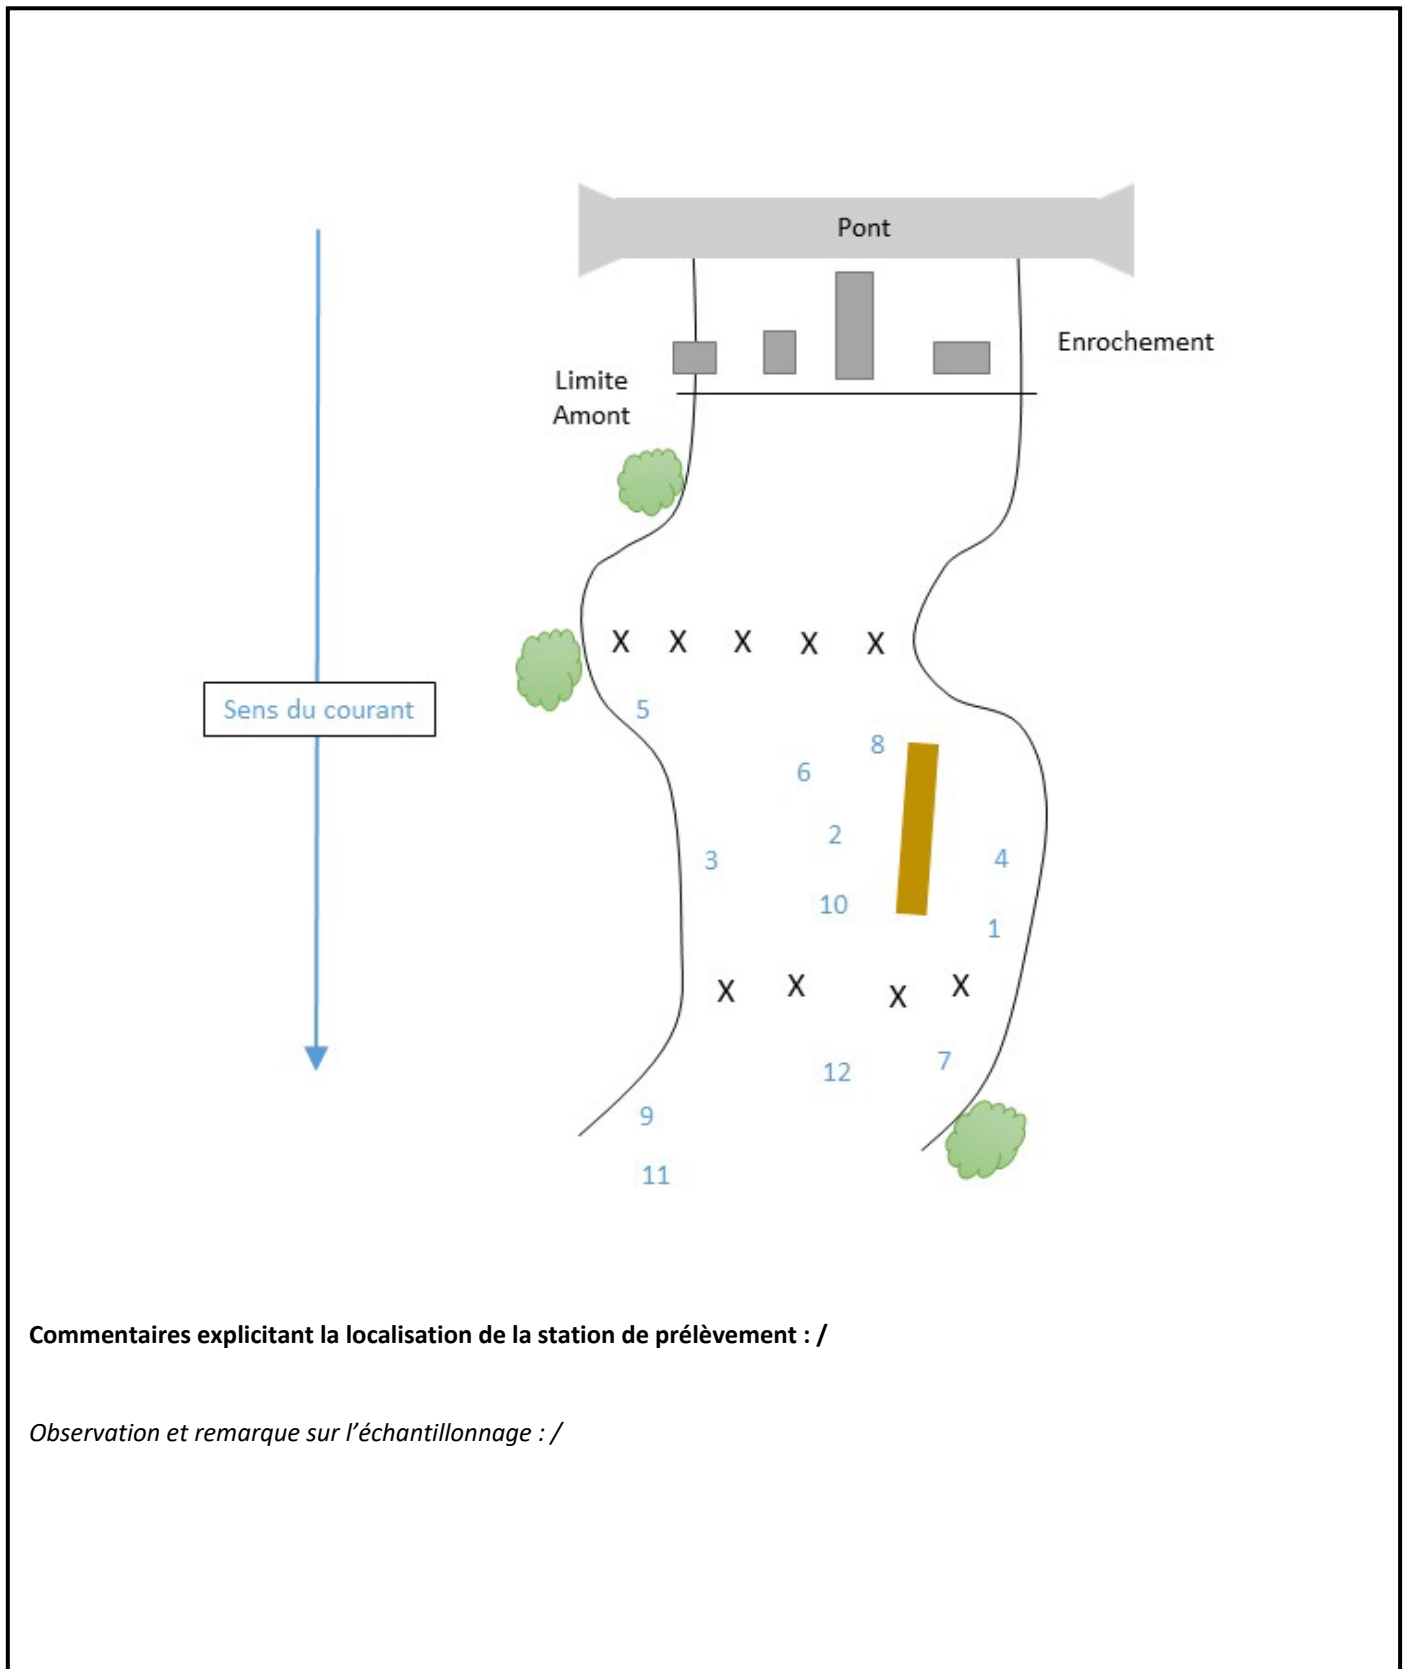 Pont
Enrochement
Limite
Amont
X X X X X
Sens du courant
5
8
6
2
3
4
10
1
X X X X
12
7
9
11
Commentaires explicitant la localisation de la station de prélèvement : /
Observation et remarque sur l’échantillonnage : /